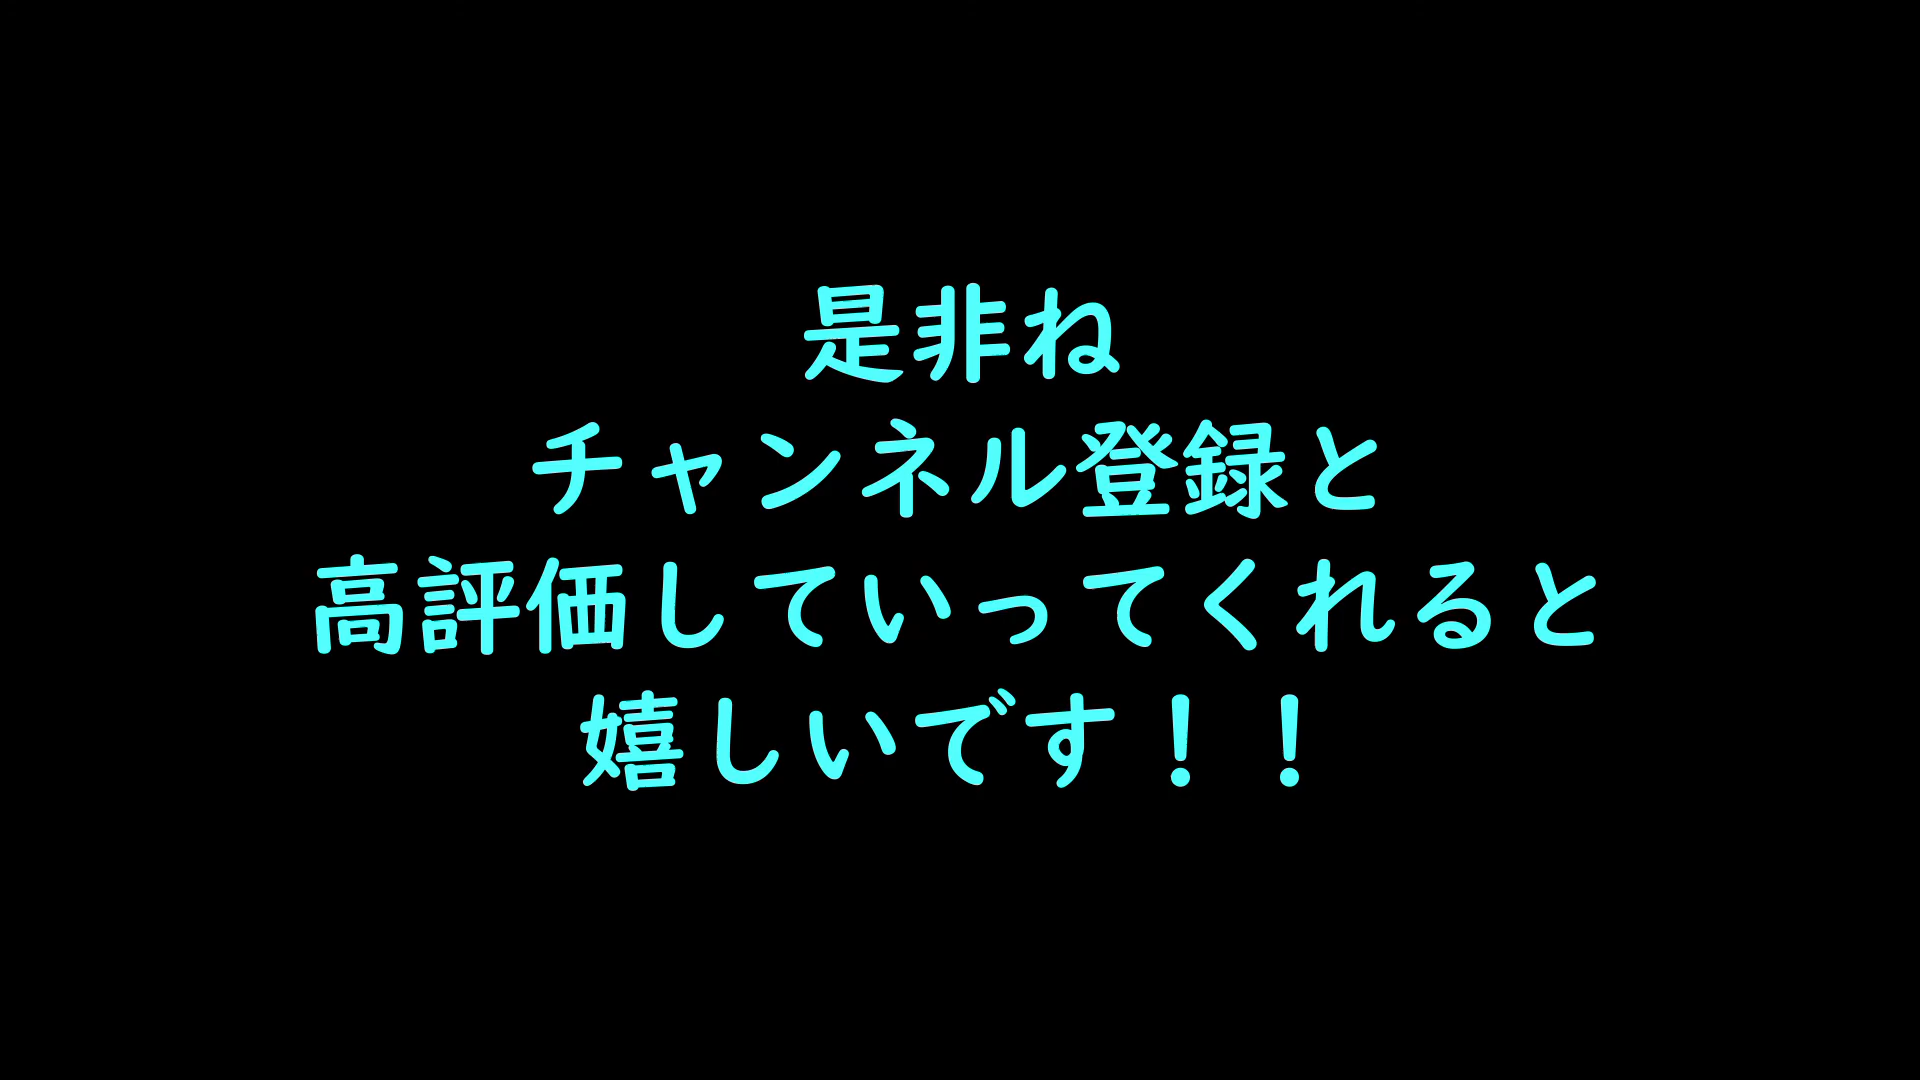 是非ね
チャンネル登録と
高評価していってくれると
嬉しいです！！